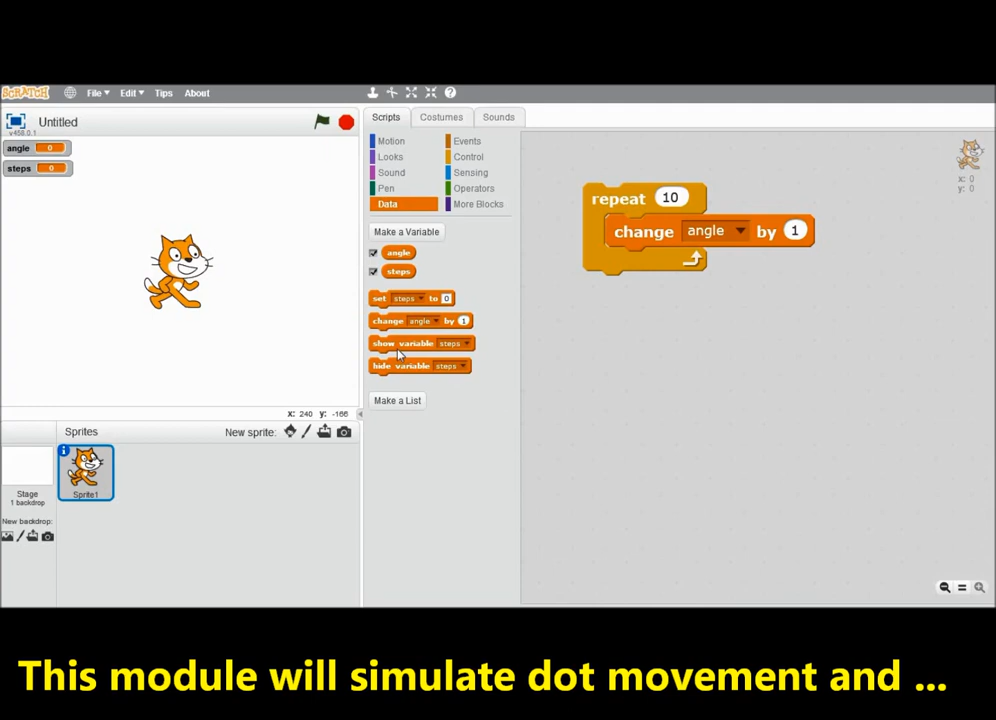 SCRATCH File Edit Tips About ?
Untitled
v458.0.1
angle 0
steps 0
x: 240 y: -166
Sprites New sprite:
Sprite1
Stage
1 backdrop
New backdrop:
Scripts Costumes Sounds
Motion Events
Looks Control
Sound Sensing
Pen Operators
Data More Blocks
Make a Variable
angle
steps
set steps to 0
change angle by 1
show variable steps
hide variable steps
Make a List
repeat 10
change angle by 1
x: 0
y: 0
This module will simulate dot movement and ...